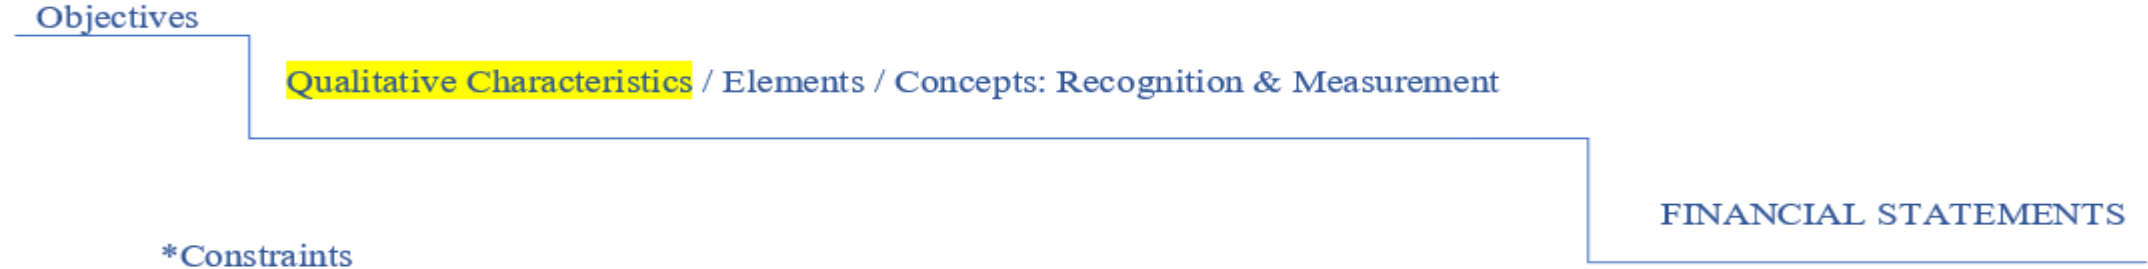 Objectives
Qualitative Characteristics / Elements / Concepts: Recognition & Measurement
FINANCIAL STATEMENTS
*Constraints